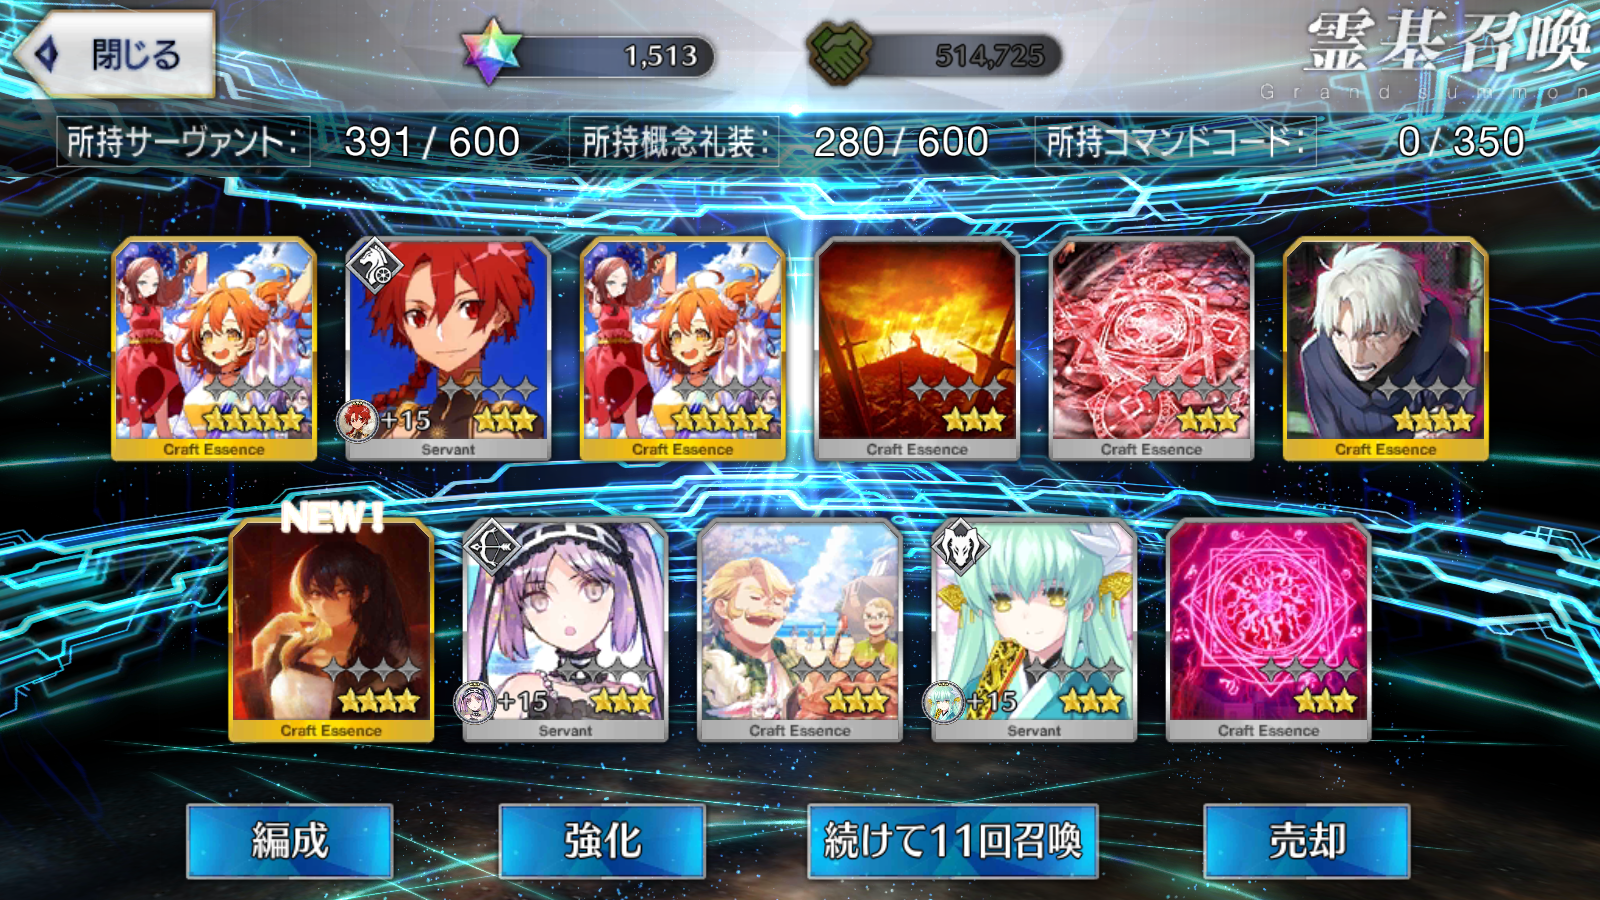 閉じる
1,513
514,725
霊基召喚
Grand summon
所持サーヴァント: 391 / 600
所持概念礼装: 280 / 600
所持コマンドコード: 0 / 350
Craft Essence
+15
Servant
Craft Essence
Craft Essence
Craft Essence
Craft Essence
NEW!
Craft Essence
+15
Servant
Craft Essence
+15
Servant
Craft Essence
編成
強化
続けて11回召喚
売却